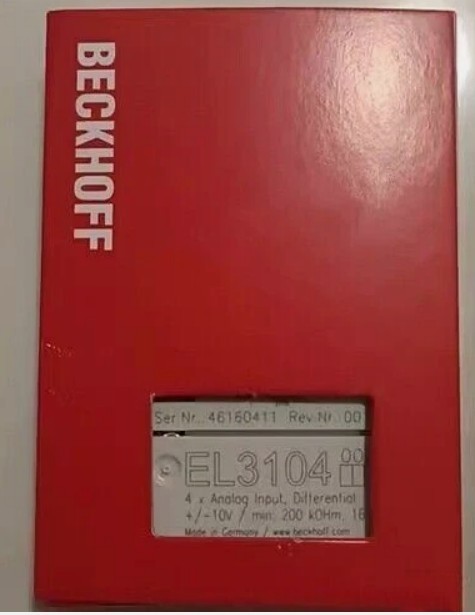 BECKHOFF
Ser.Nr.: 46160411 Rev.Nr.:00
EL3104
4 x Analog Input, Differential
+/-10V / min. 200 kOhm, 16
Made in Germany / www.beckhoff.com